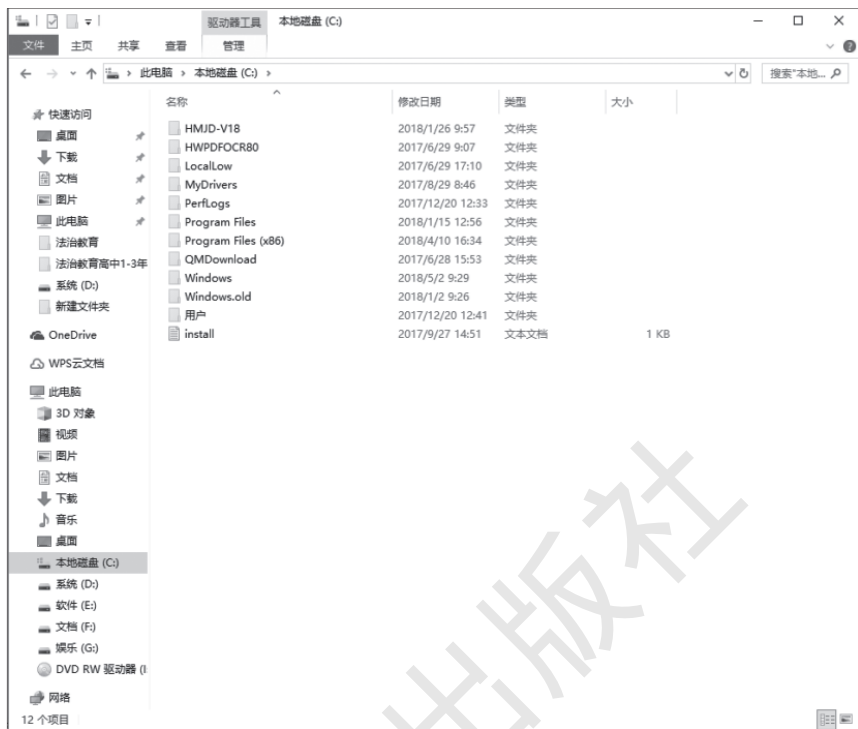 驱动器工具 本地磁盘 (C:)
文件 主页 共享 查看 管理
此电脑 › 本地磁盘 (C:) › 搜索"本地...
名称 修改日期 类型 大小
快速访问
桌面
下载
文档
图片
此电脑
法治教育
法治教育高中1-3年
系统 (D:)
新建文件夹
OneDrive
WPS云文档
此电脑
3D 对象
视频
图片
文档
下载
音乐
桌面
本地磁盘 (C:)
系统 (D:)
软件 (E:)
文档 (F:)
娱乐 (G:)
DVD RW 驱动器 (
网络
HMJD-V18 2018/1/26 9:57 文件夹
HWPDFOCR80 2017/6/29 9:07 文件夹
LocalLow 2017/6/29 17:10 文件夹
MyDrivers 2017/8/29 8:46 文件夹
PerfLogs 2017/12/20 12:33 文件夹
Program Files 2018/1/15 12:56 文件夹
Program Files (x86) 2018/4/10 16:34 文件夹
QMDownload 2017/6/28 15:53 文件夹
Windows 2018/5/2 9:29 文件夹
Windows.old 2018/1/2 9:26 文件夹
用户 2017/12/20 12:41 文件夹
install 2017/9/27 14:51 文本文档 1 KB
12 个项目
出版社